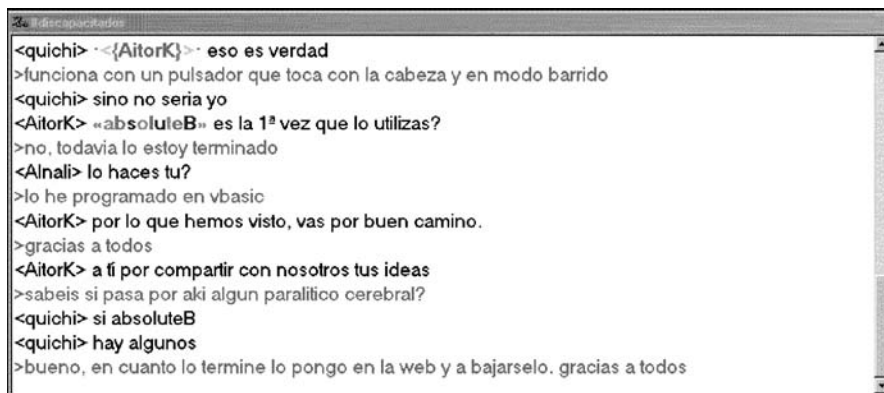 #discapacitados
<quichi> ·<{AitorK}>· eso es verdad
>funciona con un pulsador que toca con la cabeza y en modo barrido
<quichi> sino no seria yo
<AitorK> «absoluteB» es la 1ª vez que lo utilizas?
>no, todavia lo estoy terminado
<Alnali> lo haces tu?
>lo he programado en vbasic
<AitorK> por lo que hemos visto, vas por buen camino.
>gracias a todos
<AitorK> a tí por compartir con nosotros tus ideas
>sabeis si pasa por aki algun paralitico cerebral?
<quichi> si absoluteB
<quichi> hay algunos
>bueno, en cuanto lo termine lo pongo en la web y a bajarselo. gracias a todos